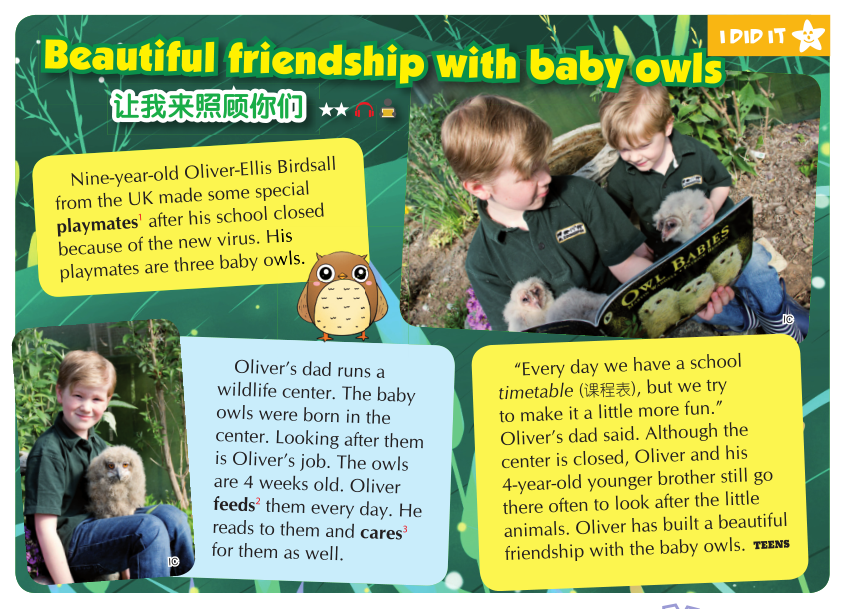 I DID IT
Beautiful friendship with baby owls
让我来照顾你们
Nine-year-old Oliver-Ellis Birdsall
from the UK made some special
playmates¹ after his school closed
because of the new virus. His
playmates are three baby owls.
OWL BABIES
IC
Oliver's dad runs a
wildlife center. The baby
owls were born in the
center. Looking after them
is Oliver's job. The owls
are 4 weeks old. Oliver
feeds² them every day. He
reads to them and cares³
for them as well.
IC
"Every day we have a school
timetable (课程表), but we try
to make it a little more fun."
Oliver's dad said. Although the
center is closed, Oliver and his
4-year-old younger brother still go
there often to look after the little
animals. Oliver has built a beautiful
friendship with the baby owls. TEENS